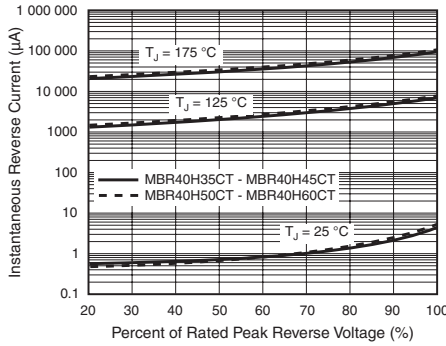 Instantaneous Reverse Current (µA)
100 000
100 000
10 000
1000
100
10
1
0.1
TJ = 175 °C
TJ = 125 °C
MBR40H35CT - MBR40H45CT
MBR40H50CT - MBR40H60CT
TJ = 25 °C
20 30 40 50 60 70 80 90 100
Percent of Rated Peak Reverse Voltage (%)